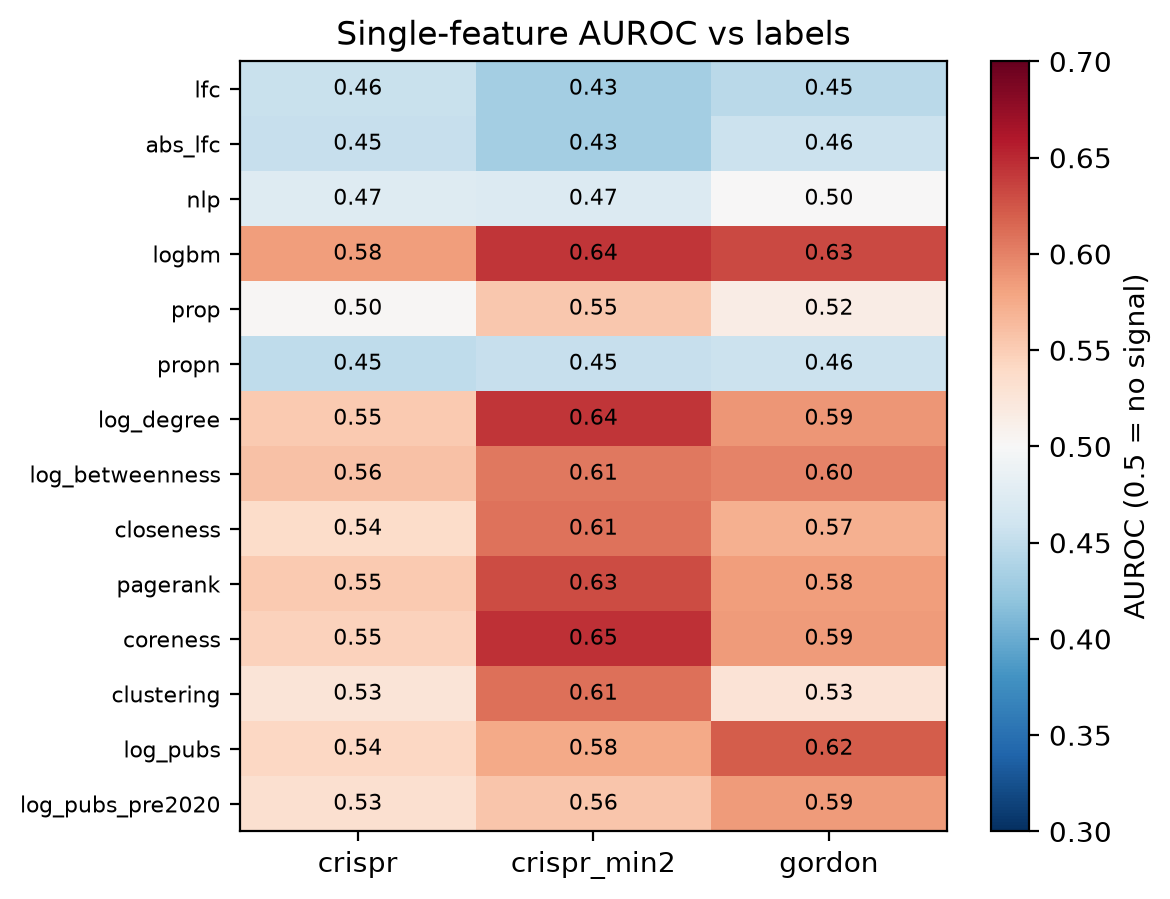 Single-feature AUROC vs labels
lfc 0.46 0.43 0.45
abs_lfc 0.45 0.43 0.46
nlp 0.47 0.47 0.50
logbm 0.58 0.64 0.63
prop 0.50 0.55 0.52
propn 0.45 0.45 0.46
log_degree 0.55 0.64 0.59
log_betweenness 0.56 0.61 0.60
closeness 0.54 0.61 0.57
pagerank 0.55 0.63 0.58
coreness 0.55 0.65 0.59
clustering 0.53 0.61 0.53
log_pubs 0.54 0.58 0.62
log_pubs_pre2020 0.53 0.56 0.59
crispr crispr_min2 gordon
0.70
0.65
0.60
0.55
0.50
0.45
0.40
0.35
0.30
AUROC (0.5 = no signal)